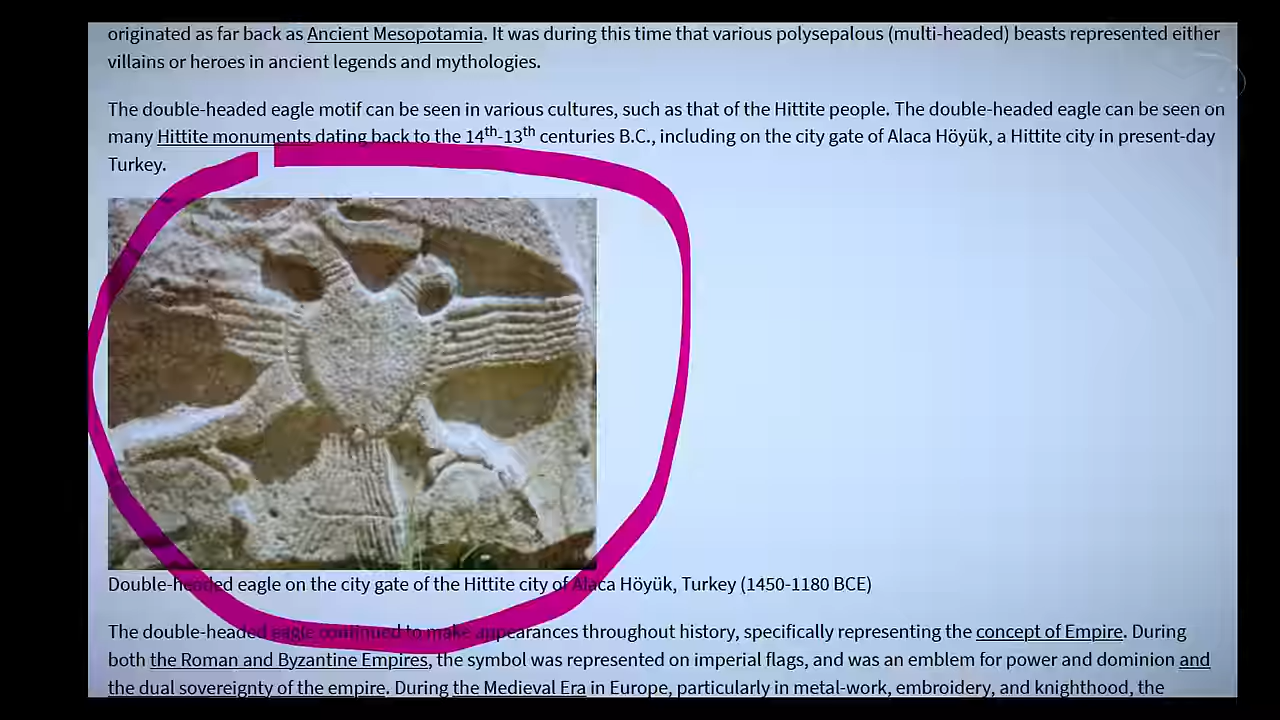 originated as far back as Ancient Mesopotamia. It was during this time that various polysepalous (multi-headed) beasts represented either
villains or heroes in ancient legends and mythologies.
The double-headed eagle motif can be seen in various cultures, such as that of the Hittite people. The double-headed eagle can be seen on
many Hittite monuments dating back to the 14th-13th centuries B.C., including on the city gate of Alaca Höyük, a Hittite city in present-day
Turkey.
Double-headed eagle on the city gate of the Hittite city of Alaca Höyük, Turkey (1450-1180 BCE)
The double-headed eagle continued to make appearances throughout history, specifically representing the concept of Empire. During
both the Roman and Byzantine Empires, the symbol was represented on imperial flags, and was an emblem for power and dominion and
the dual sovereignty of the empire. During the Medieval Era in Europe, particularly in metal-work, embroidery, and knighthood, the